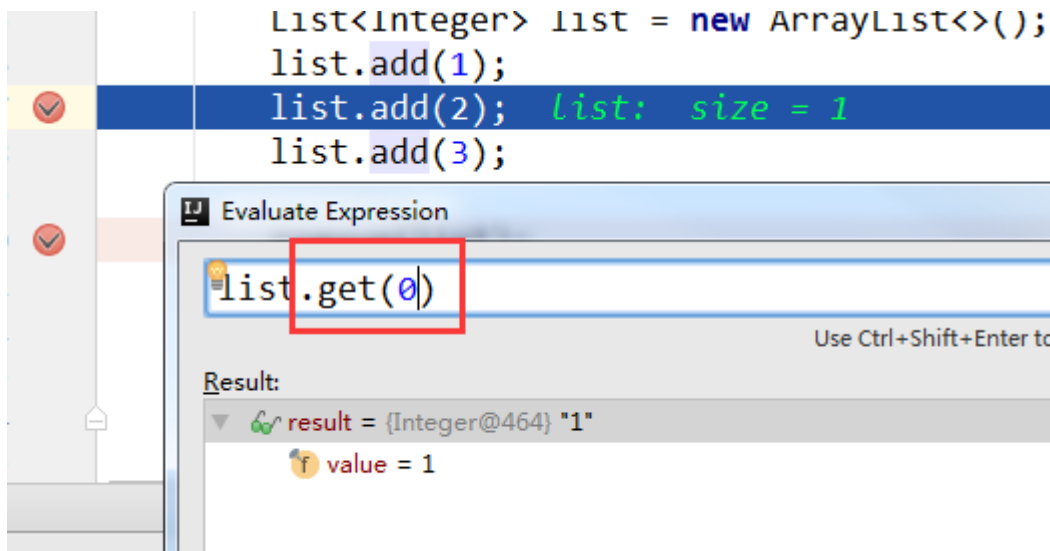 List<Integer> list = new ArrayList<>();
list.add(1);
list.add(2); list: size = 1
list.add(3);
Evaluate Expression
list.get(0)
Use Ctrl+Shift+Enter to
Result:
result = {Integer@464} "1"
f value = 1